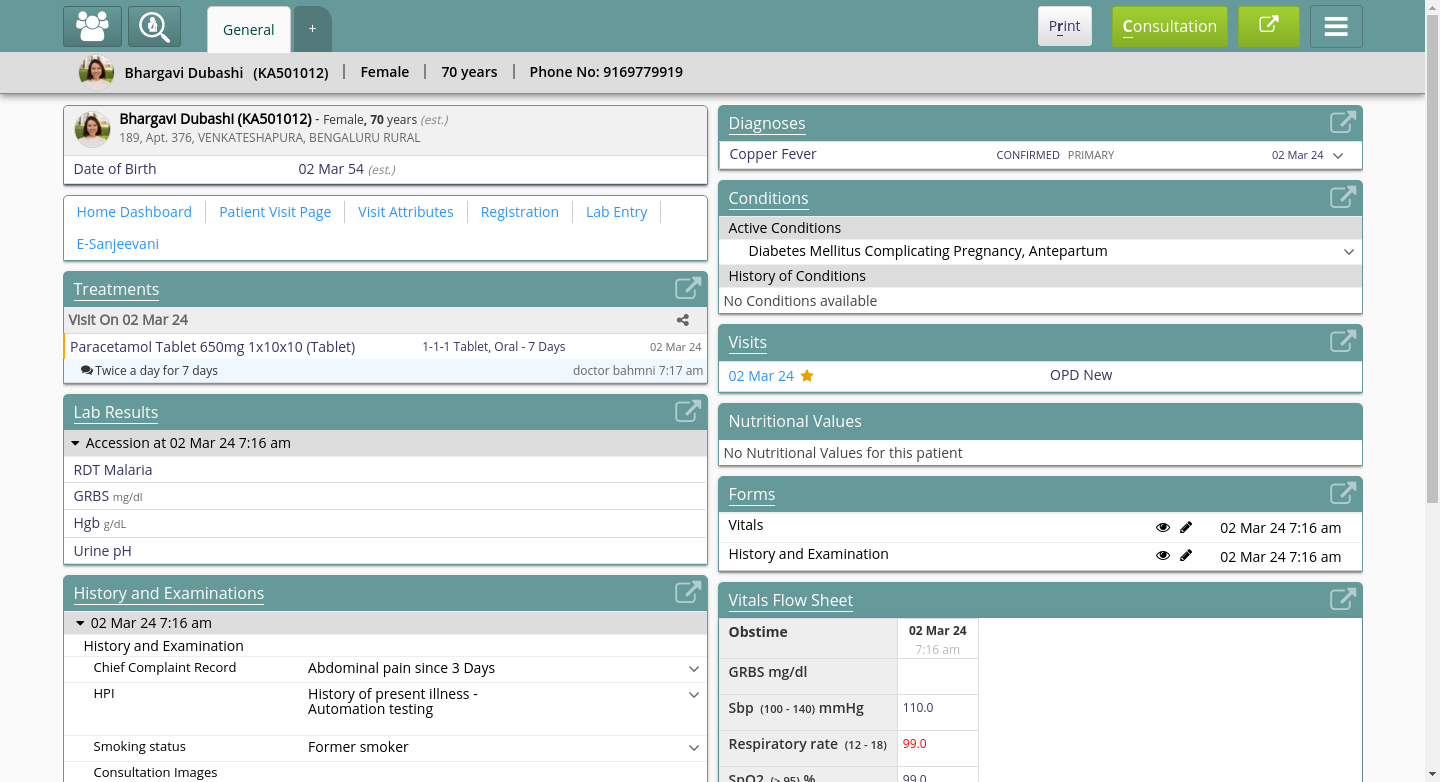 General
+
Print
Consultation
Bhargavi Dubashi (KA501012) | Female | 70 years | Phone No: 9169779919
Bhargavi Dubashi (KA501012) - Female, 70 years (est.)
189, Apt. 376, VENKATESHAPURA, BENGALURU RURAL
Date of Birth 02 Mar 54 (est.)
Home Dashboard
Patient Visit Page
Visit Attributes
Registration
Lab Entry
E-Sanjeevani
Treatments
Visit On 02 Mar 24
Paracetamol Tablet 650mg 1x10x10 (Tablet) 1-1-1 Tablet, Oral - 7 Days 02 Mar 24
Twice a day for 7 days doctor bahmni 7:17 am
Lab Results
Accession at 02 Mar 24 7:16 am
RDT Malaria
GRBS mg/dl
Hgb g/dL
Urine pH
History and Examinations
02 Mar 24 7:16 am
History and Examination
Chief Complaint Record Abdominal pain since 3 Days
HPI History of present illness -
Automation testing
Smoking status Former smoker
Consultation Images
Diagnoses
Copper Fever CONFIRMED PRIMARY 02 Mar 24
Conditions
Active Conditions
Diabetes Mellitus Complicating Pregnancy, Antepartum
History of Conditions
No Conditions available
Visits
02 Mar 24 OPD New
Nutritional Values
No Nutritional Values for this patient
Forms
Vitals 02 Mar 24 7:16 am
History and Examination 02 Mar 24 7:16 am
Vitals Flow Sheet
Obstime 02 Mar 24
7:16 am
GRBS mg/dl
Sbp (100 - 140) mmHg 110.0
Respiratory rate (12 - 18) 99.0
SpO2 (> 95) % 99.0